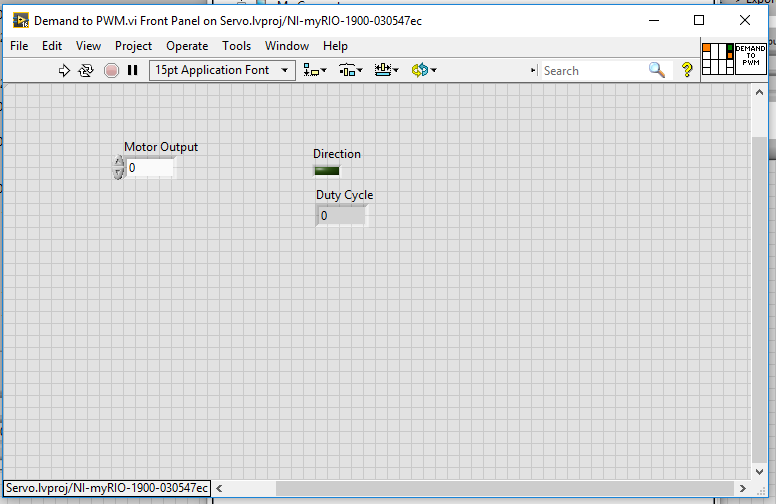 Demand to PWM.vi Front Panel on Servo.lvproj/NI-myRIO-1900-030547ec
File Edit View Project Operate Tools Window Help
15pt Application Font
Search
?
DEMAND
TO
PWM
Motor Output
0
Direction
Duty Cycle
0
Servo.lvproj/NI-myRIO-1900-030547ec